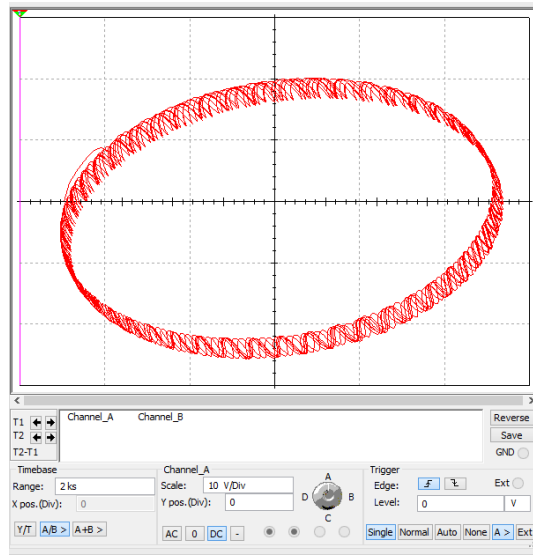 T1 Channel_A Channel_B Reverse
T2 Save
T2-T1 GND
Timebase Channel_A Trigger
Range: 2 ks Scale: 10 V/Div A Edge: Ext
X pos.(Div): 0 Y pos.(Div): 0 D B Level: 0 V
C
Y/T A/B > A+B > AC 0 DC - Single Normal Auto None A > Ext